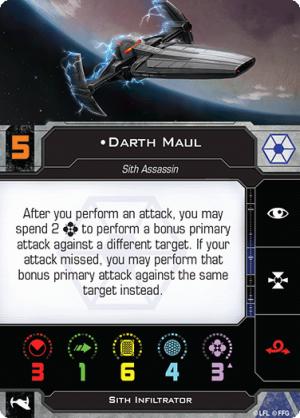 5
•Darth Maul
Sith Assassin
After you perform an attack, you may
spend 2 to perform a bonus primary
attack against a different target. If your
attack missed, you may perform that
bonus primary attack against the same
target instead.
3 1 6 4 3
Sith Infiltrator
©LFL ©FFG